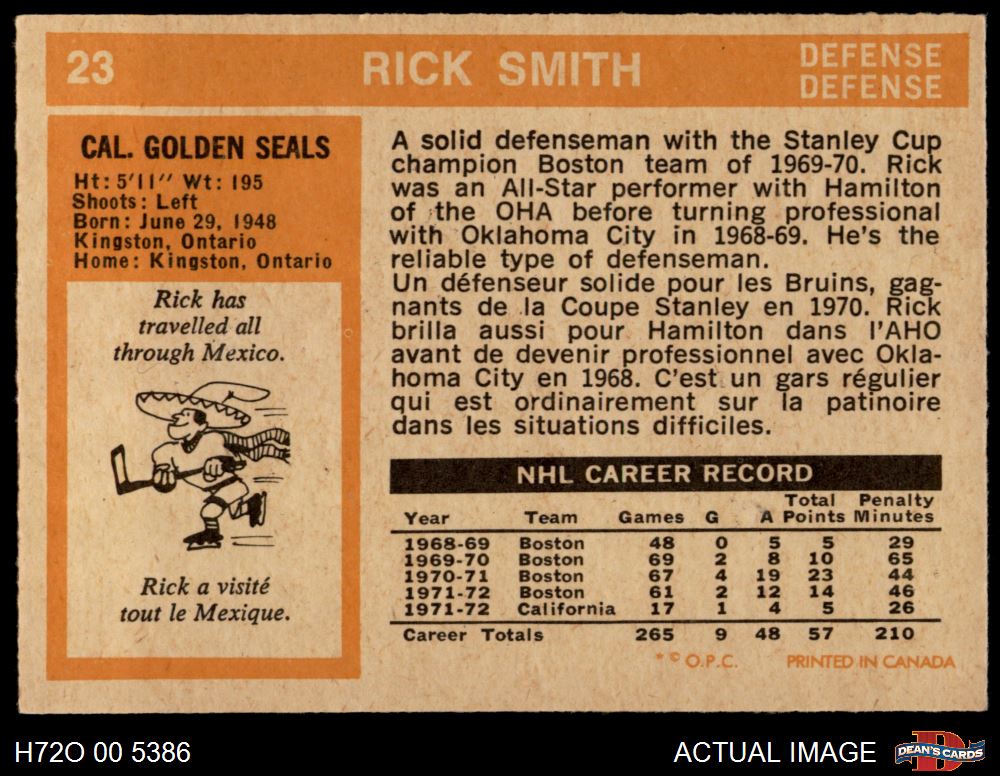 23
RICK SMITH
DEFENSE
DEFENSE
CAL. GOLDEN SEALS
Ht: 5'11" Wt: 195
Shoots: Left
Born: June 29, 1948
Kingston, Ontario
Home: Kingston, Ontario
Rick has
travelled all
through Mexico.
Rick a visité
tout le Mexique.
A solid defenseman with the Stanley Cup
champion Boston team of 1969-70. Rick
was an All-Star performer with Hamilton
of the OHA before turning professional
with Oklahoma City in 1968-69. He's the
reliable type of defenseman.
Un défenseur solide pour les Bruins, gag-
nants de la Coupe Stanley en 1970. Rick
brilla aussi pour Hamilton dans l'AHO
avant de devenir professionnel avec Okla-
homa City en 1968. C'est un gars régulier
qui est ordinairement sur la patinoire
dans les situations difficiles.
NHL CAREER RECORD
Total Penalty
Year Team Games G A Points Minutes
1968-69 Boston 48 0 5 5 29
1969-70 Boston 69 2 8 10 65
1970-71 Boston 67 4 19 23 44
1971-72 Boston 61 2 12 14 46
1971-72 California 17 1 4 5 26
Career Totals 265 9 48 57 210
* © O.P.C. PRINTED IN CANADA
H72O 00 5386
ACTUAL IMAGE
D
DEAN'S CARDS